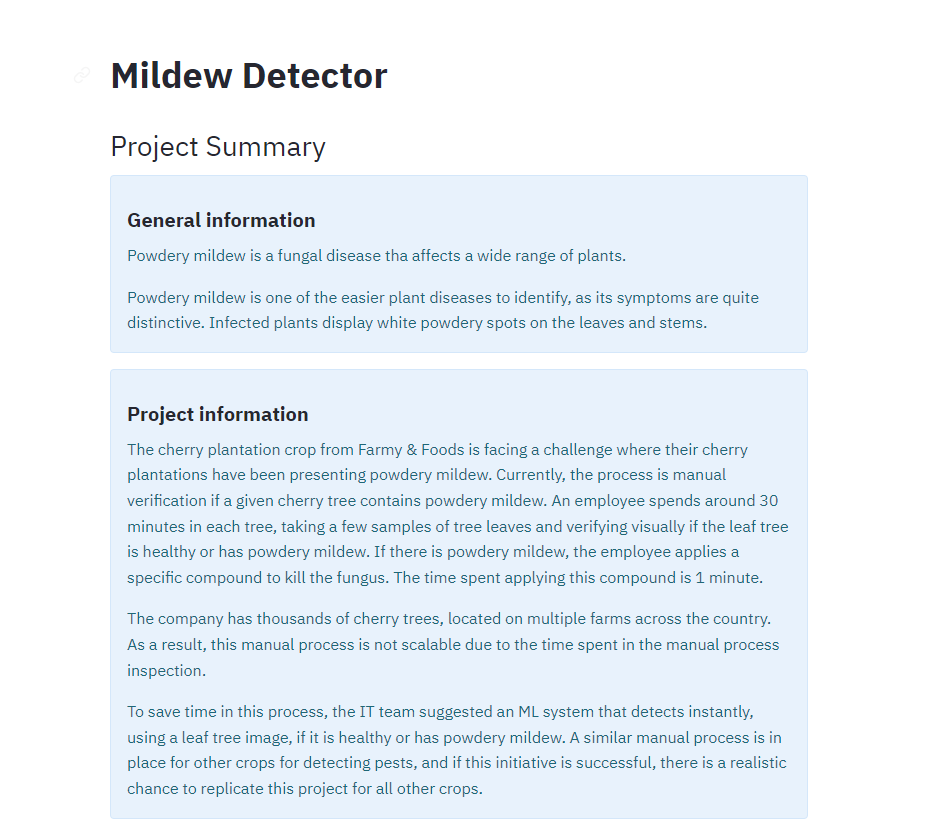 Mildew Detector
Project Summary
General information
Powdery mildew is a fungal disease tha affects a wide range of plants.
Powdery mildew is one of the easier plant diseases to identify, as its symptoms are quite
distinctive. Infected plants display white powdery spots on the leaves and stems.
Project information
The cherry plantation crop from Farmy & Foods is facing a challenge where their cherry
plantations have been presenting powdery mildew. Currently, the process is manual
verification if a given cherry tree contains powdery mildew. An employee spends around 30
minutes in each tree, taking a few samples of tree leaves and verifying visually if the leaf tree
is healthy or has powdery mildew. If there is powdery mildew, the employee applies a
specific compound to kill the fungus. The time spent applying this compound is 1 minute.
The company has thousands of cherry trees, located on multiple farms across the country.
As a result, this manual process is not scalable due to the time spent in the manual process
inspection.
To save time in this process, the IT team suggested an ML system that detects instantly,
using a leaf tree image, if it is healthy or has powdery mildew. A similar manual process is in
place for other crops for detecting pests, and if this initiative is successful, there is a realistic
chance to replicate this project for all other crops.